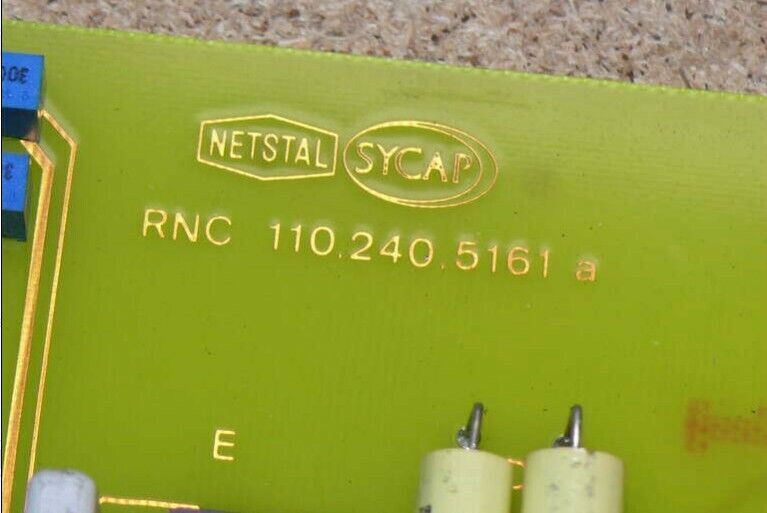 NETSTAL SYCAP
RNC 110.240.5161 a
E